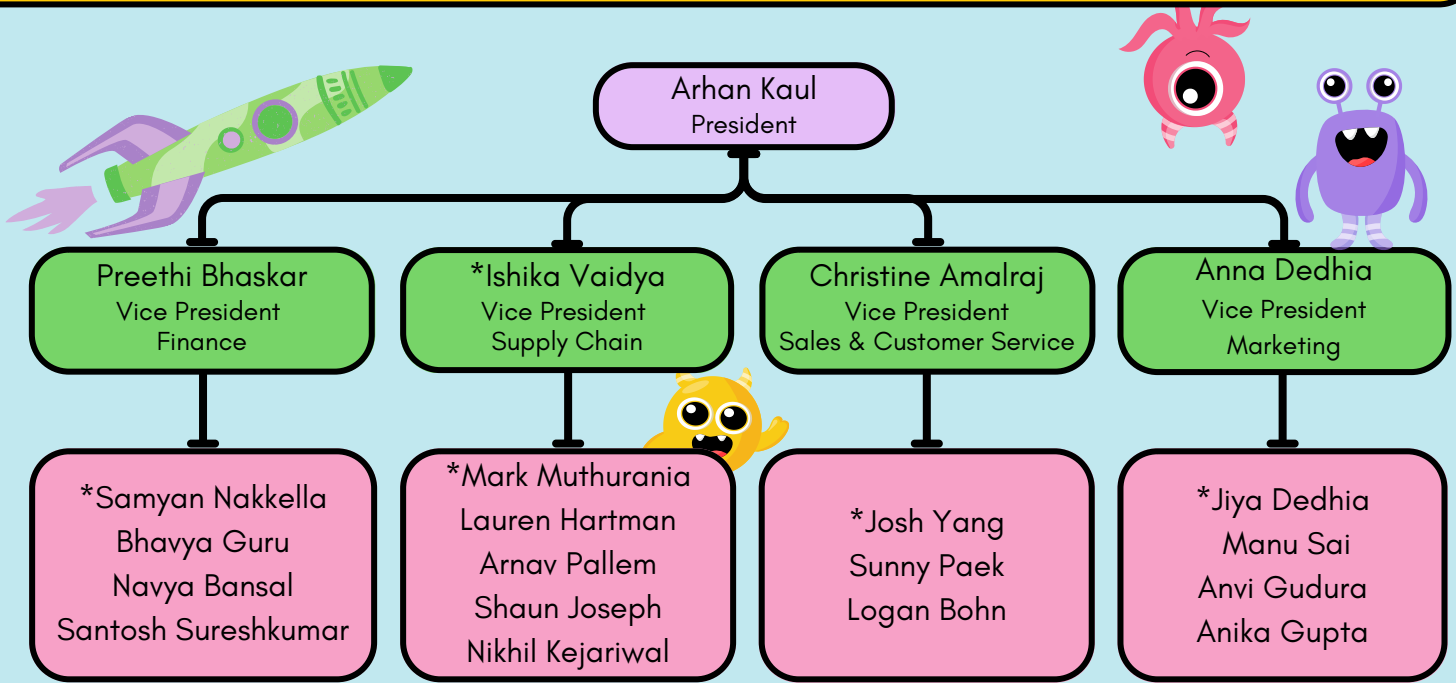 Arhan Kaul
President
Preethi Bhaskar
Vice President
Finance
*Ishika Vaidya
Vice President
Supply Chain
Christine Amalraj
Vice President
Sales & Customer Service
Anna Dedhia
Vice President
Marketing
*Samyan Nakkella
Bhavya Guru
Navya Bansal
Santosh Sureshkumar
*Mark Muthurania
Lauren Hartman
Arnav Pallem
Shaun Joseph
Nikhil Kejariwal
*Josh Yang
Sunny Paek
Logan Bohn
*Jiya Dedhia
Manu Sai
Anvi Gudura
Anika Gupta